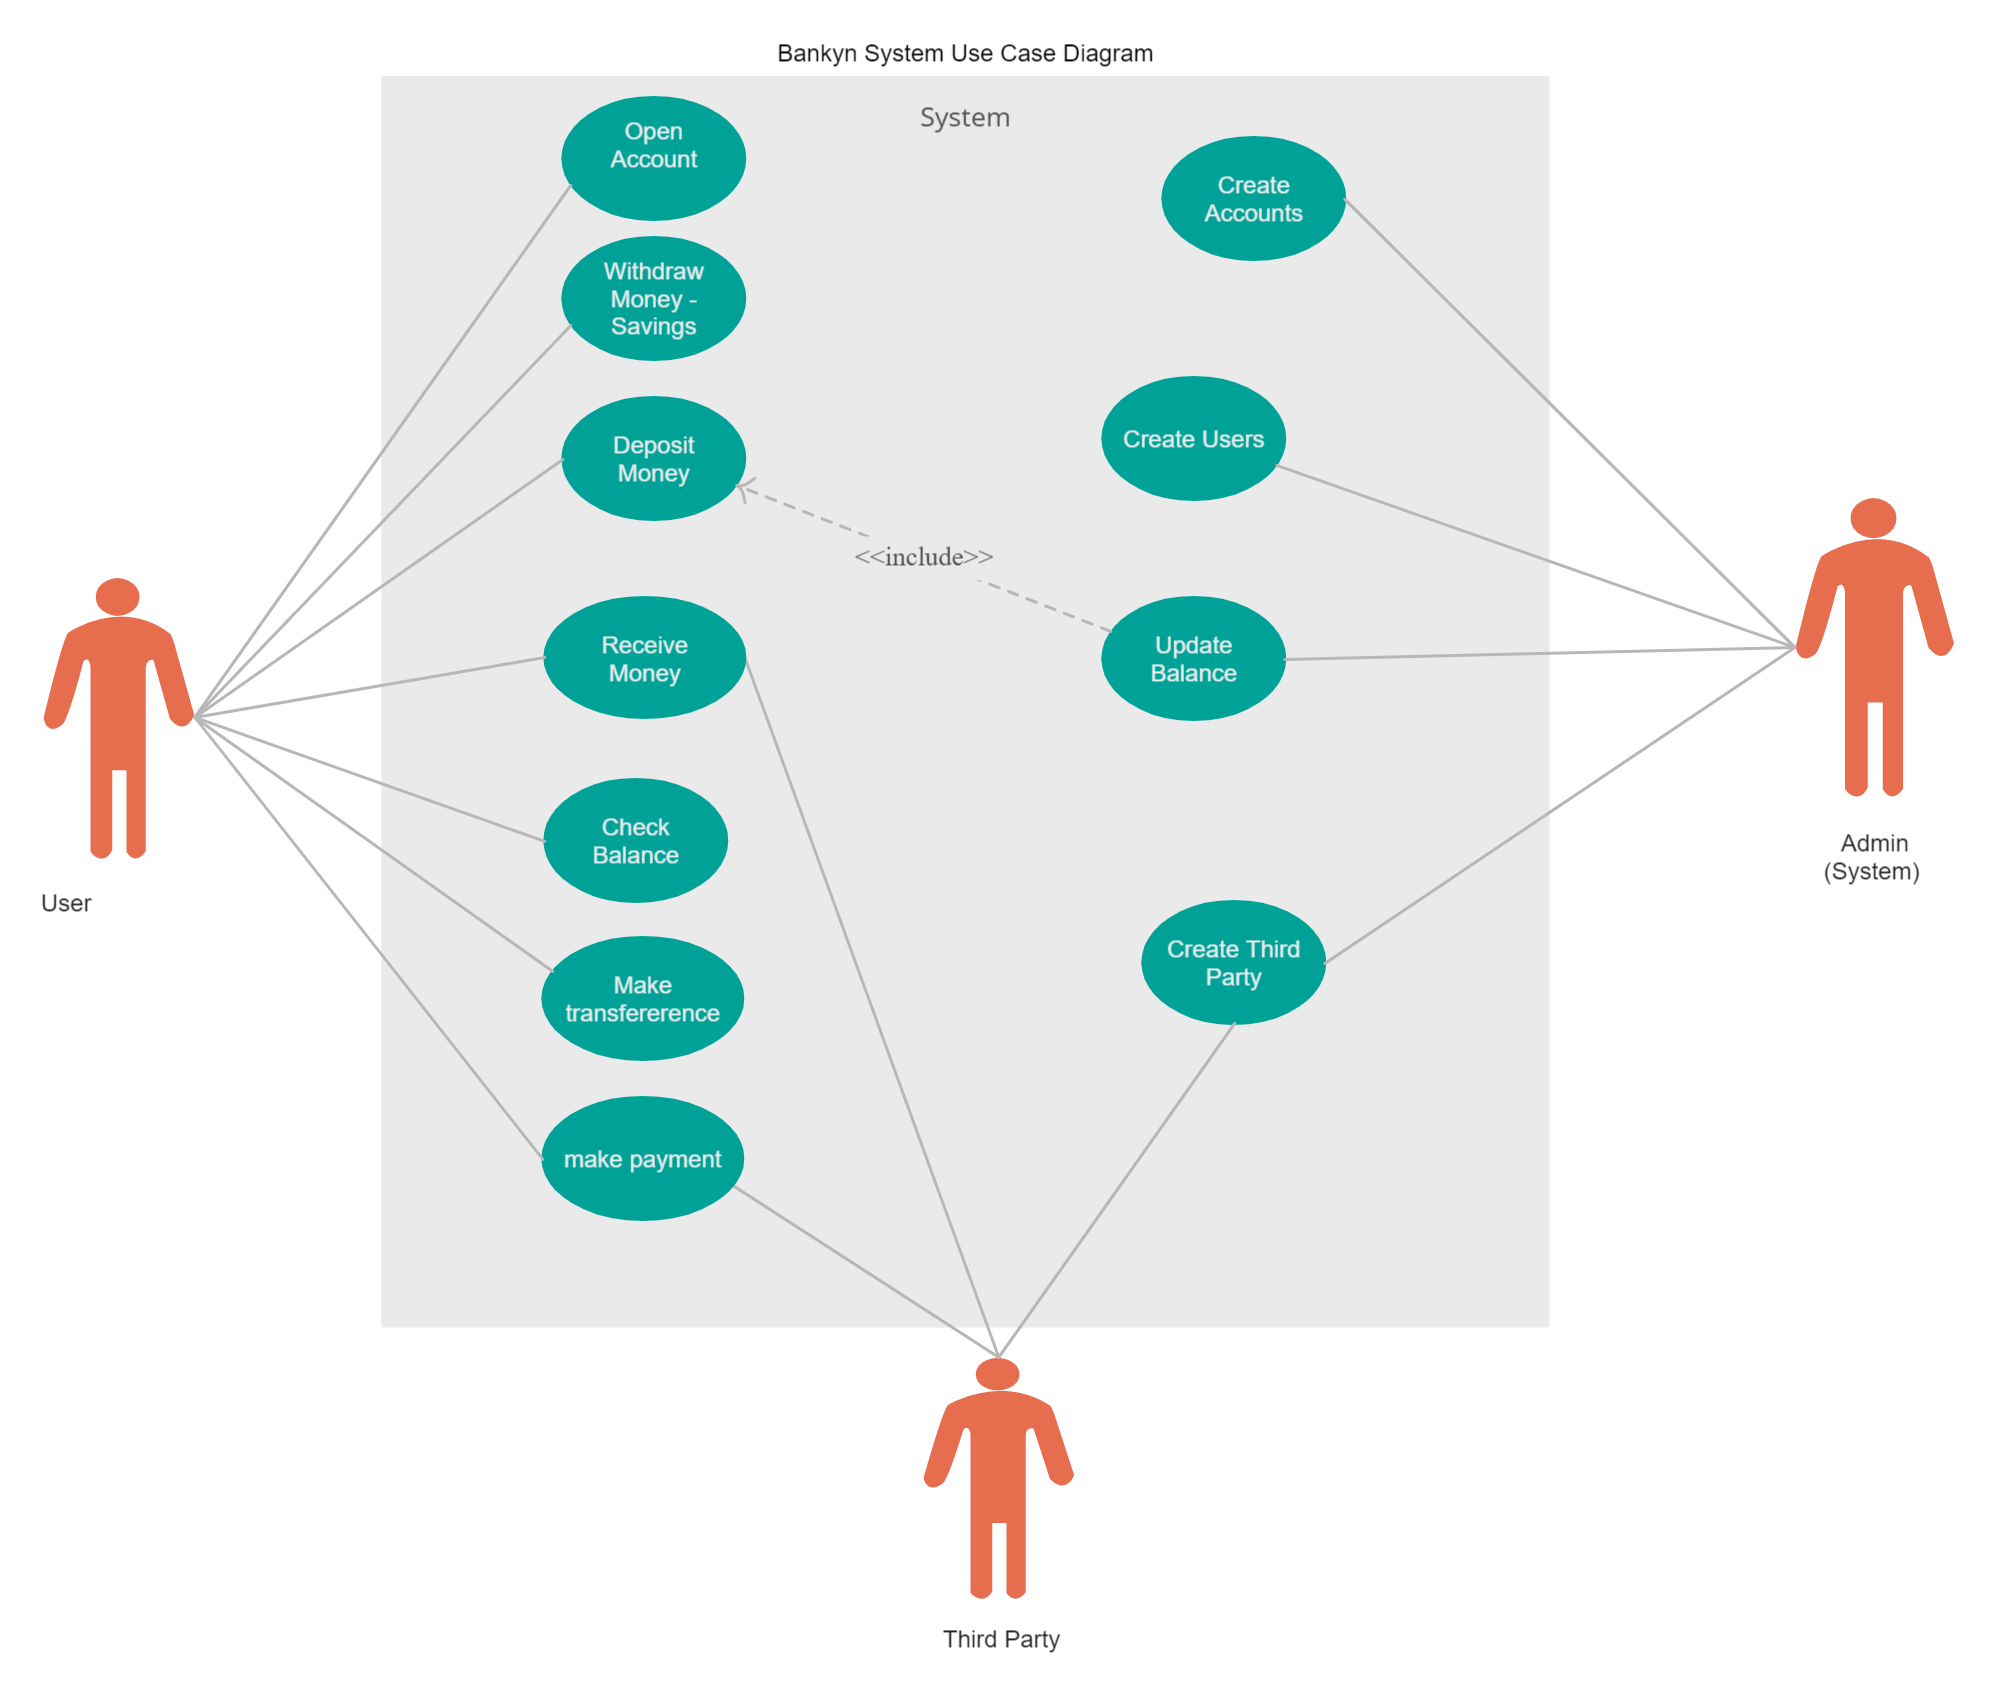 Bankyn System Use Case Diagram
System
Open
Account
Withdraw
Money -
Savings
Deposit
Money
<<include>>
Receive
Money
Check
Balance
Make
transfererence
make payment
Create
Accounts
Create Users
Update
Balance
Create Third
Party
User
Admin
(System)
Third Party